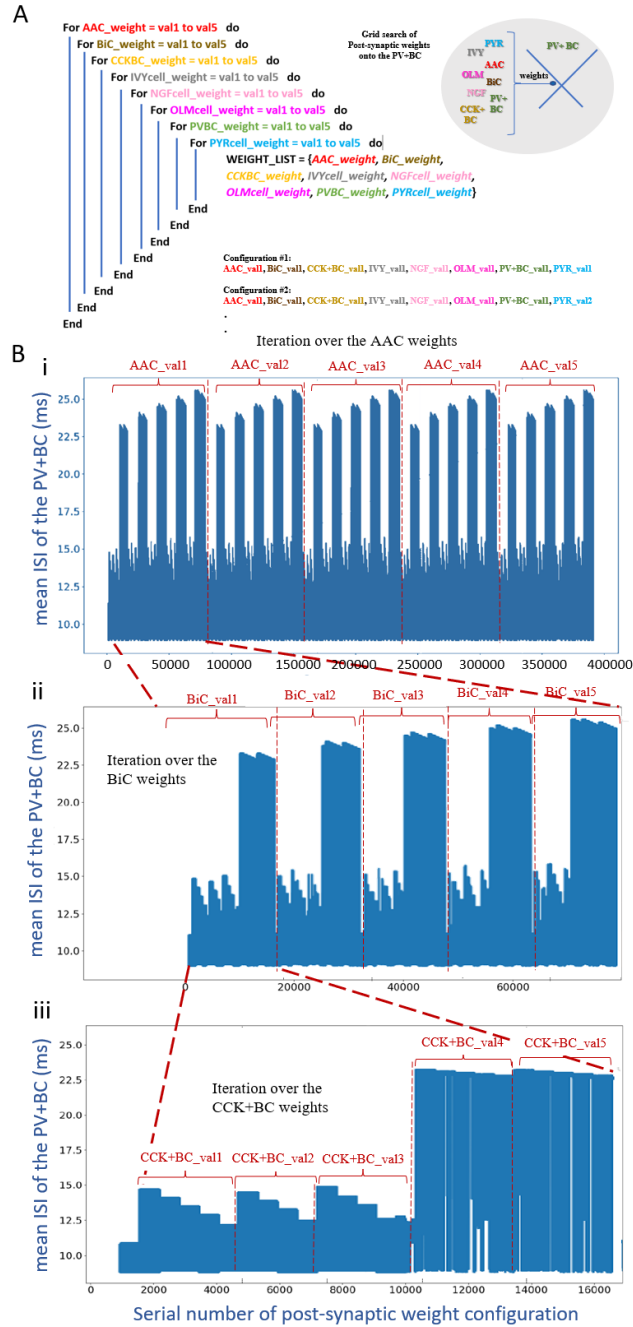 A
For AAC_weight = val1 to val5 do
For BiC_weight = val1 to val5 do
For CCKBC_weight = val1 to val5 do
For IVYcell_weight = val1 to val5 do
For NGFcell_weight = val1 to val5 do
For OLMcell_weight = val1 to val5 do
For PVBC_weight = val1 to val5 do
For PYRcell_weight = val1 to val5 do
WEIGHT_LIST = {AAC_weight, BiC_weight,
CCKBC_weight, IVYcell_weight, NGFcell_weight,
OLMcell_weight, PVBC_weight, PYRcell_weight}
End
End
End
End
End
End
End
End
Grid search of
Post-synaptic weights
onto the PV+BC
PYR
IVY
AAC
OLM
BiC
NGF
PV+
BC
CCK+
BC
weights
PV+ BC
Configuration #1:
AAC_val1, BiC_val1, CCK+BC_val1, IVY_val1, NGF_val1, OLM_val1, PV+BC_val1, PYR_val1
Configuration #2:
AAC_val1, BiC_val1, CCK+BC_val1, IVY_val1, NGF_val1, OLM_val1, PV+BC_val1, PYR_val2
.
.
B
Iteration over the AAC weights
i
AAC_val1 AAC_val2 AAC_val3 AAC_val4 AAC_val5
mean ISI of the PV+BC (ms)
25.0
22.5
20.0
17.5
15.0
12.5
10.0
0 50000 100000 150000 200000 250000 300000 350000 400000
ii
BiC_val1 BiC_val2 BiC_val3 BiC_val4 BiC_val5
Iteration over the
BiC weights
mean ISI of the PV+BC (ms)
25.0
22.5
20.0
17.5
15.0
12.5
10.0
0 20000 40000 60000
iii
CCK+BC_val4 CCK+BC_val5
Iteration over the
CCK+BC weights
CCK+BC_val1 CCK+BC_val2 CCK+BC_val3
mean ISI of the PV+BC (ms)
25.0
22.5
20.0
17.5
15.0
12.5
10.0
0 2000 4000 6000 8000 10000 12000 14000 16000
Serial number of post-synaptic weight configuration